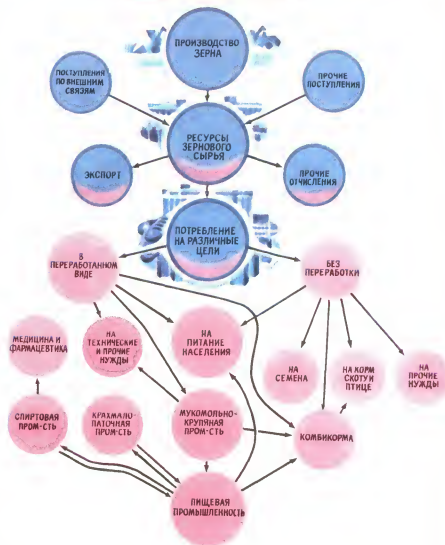 ПРОИЗВОДСТВО
ЗЕРНА
ПОСТУПЛЕНИЯ
ПО ВНЕШНИМ
СВЯЗЯМ
ПРОЧИЕ
ПОСТУПЛЕНИЯ
РЕСУРСЫ
ЗЕРНОВОГО
СЫРЬЯ
ЭКСПОРТ
ПРОЧИЕ
ОТЧИСЛЕНИЯ
ПОТРЕБЛЕНИЕ
НА РАЗЛИЧНЫЕ
ЦЕЛИ
В
ПЕРЕРАБОТАННОМ
ВИДЕ
БЕЗ
ПЕРЕРАБОТКИ
МЕДИЦИНА И
ФАРМАЦЕВТИКА
НА
ТЕХНИЧЕСКИЕ
И ПРОЧИЕ
НУЖДЫ
НА
ПИТАНИЕ
НАСЕЛЕНИЯ
НА
СЕМЕНА
НА КОРМ
СКОТУ И
ПТИЦЕ
НА ПРОЧИЕ
НУЖДЫ
СПИРТОВАЯ
ПРОМ-СТЬ
КРАХМАЛО-
ПАТОЧНАЯ
ПРОМ-СТЬ
МУКОМОЛЬНО-
КРУПЯНАЯ
ПРОМ-СТЬ
КОМБИКОРМА
ПИЩЕВАЯ
ПРОМЫШЛЕННОСТЬ